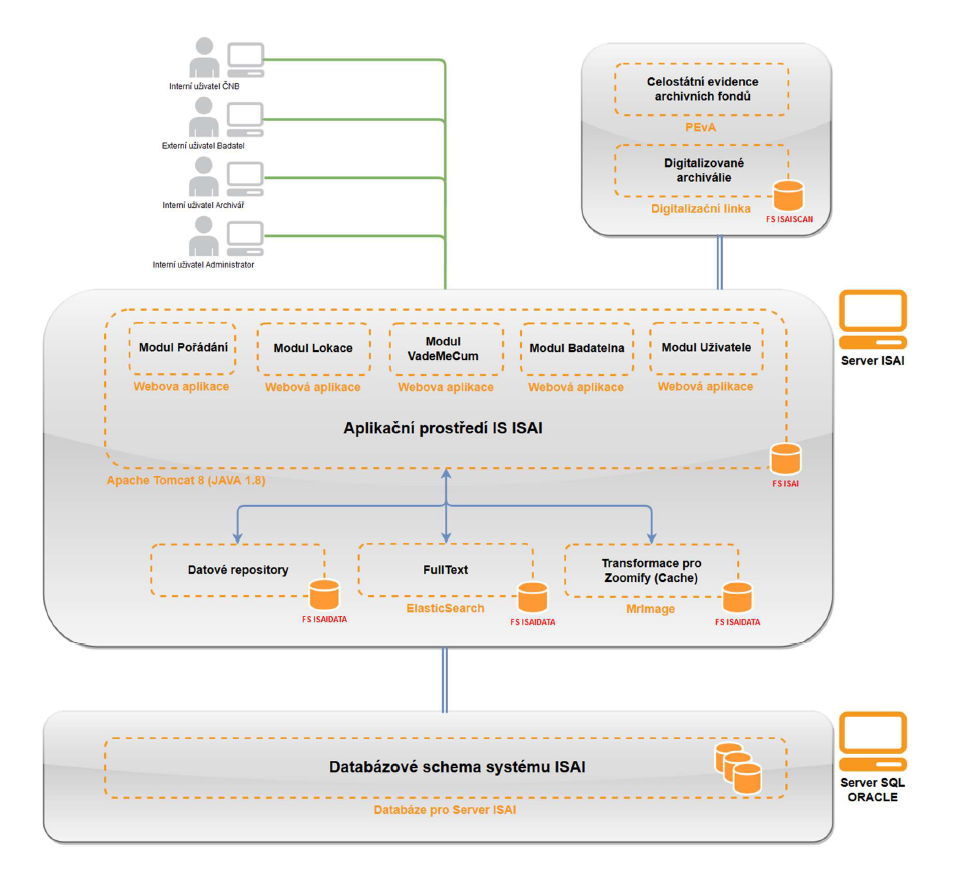 Interní uživatel ČNB
Externí uživatel Badatel
Interní uživatel Archivář
Interní uživatel Administrator
Celostátní evidence
archivních fondů
PEvA
Digitalizované
archiválie
Digitalizační linka
FS ISAISCAN
Modul Pořádání
Webova aplikace
Modul Lokace
Webová aplikace
Modul
VadeMeCum
Webova aplikace
Modul Badatelna
Webová aplikace
Modul Uživatele
Webová aplikace
Server ISAI
Aplikační prostředí IS ISAI
Apache Tomcat 8 (JAVA 1.8)
FS ISAI
Datové repository
FS ISAIDATA
FullText
ElasticSearch
FS ISAIDATA
Transformace pro
Zoomify (Cache)
MrImage
FS ISAIDATA
Databázové schema systému ISAI
Databáze pro Server ISAI
Server SQL
ORACLE